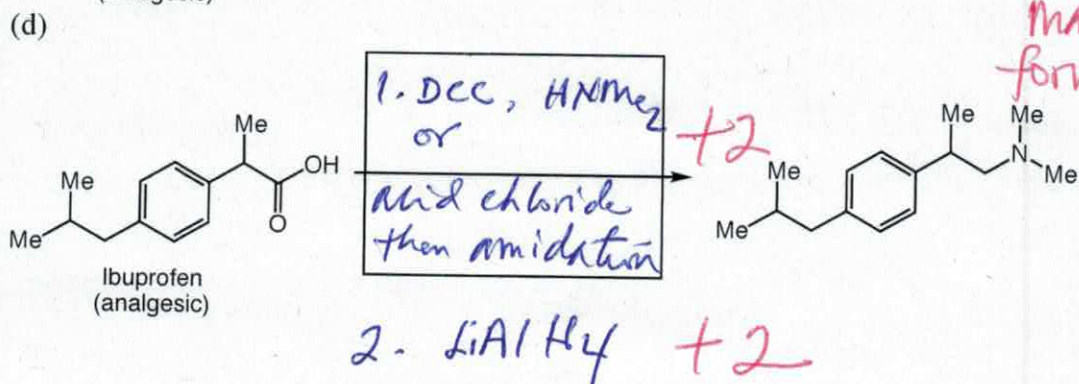 (d)
1. DCC, HNMe2
or
acid chloride
then amidation
+2
Me
Me
Me
OH
O
Ibuprofen
(analgesic)
Me
Me
N
Me
Me
Me
2. LiAlH4 +2